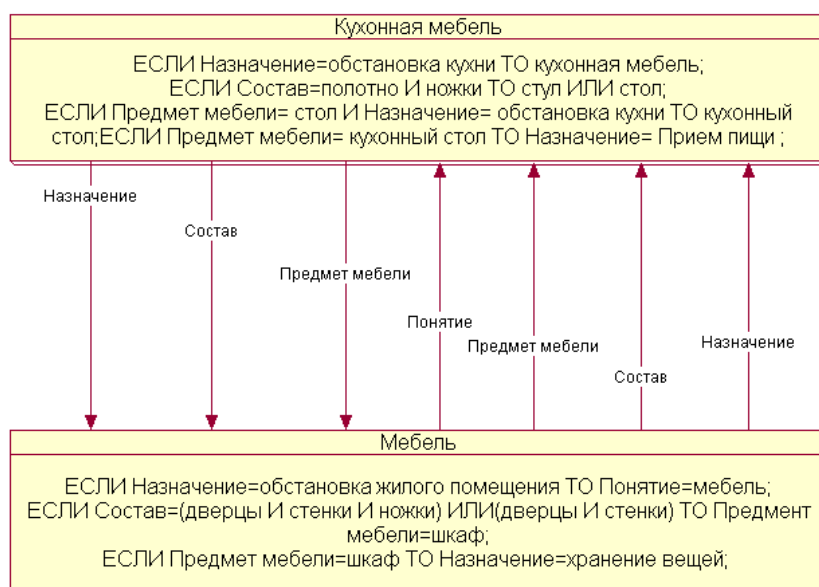 Кухонная мебель
ЕСЛИ Назначение=обстановка кухни ТО кухонная мебель;
ЕСЛИ Состав=полотно И ножки ТО стул ИЛИ стол;
ЕСЛИ Предмет мебели= стол И Назначение= обстановка кухни ТО кухонный
стол;ЕСЛИ Предмет мебели= кухонный стол ТО Назначение= Прием пищи ;
Назначение
Состав
Предмет мебели
Понятие
Предмет мебели
Состав
Назначение
Мебель
ЕСЛИ Назначение=обстановка жилого помещения ТО Понятие=мебель;
ЕСЛИ Состав=(дверцы И стенки И ножки) ИЛИ(дверцы И стенки) ТО Предмент
мебели=шкаф;
ЕСЛИ Предмет мебели=шкаф ТО Назначение=хранение вещей;